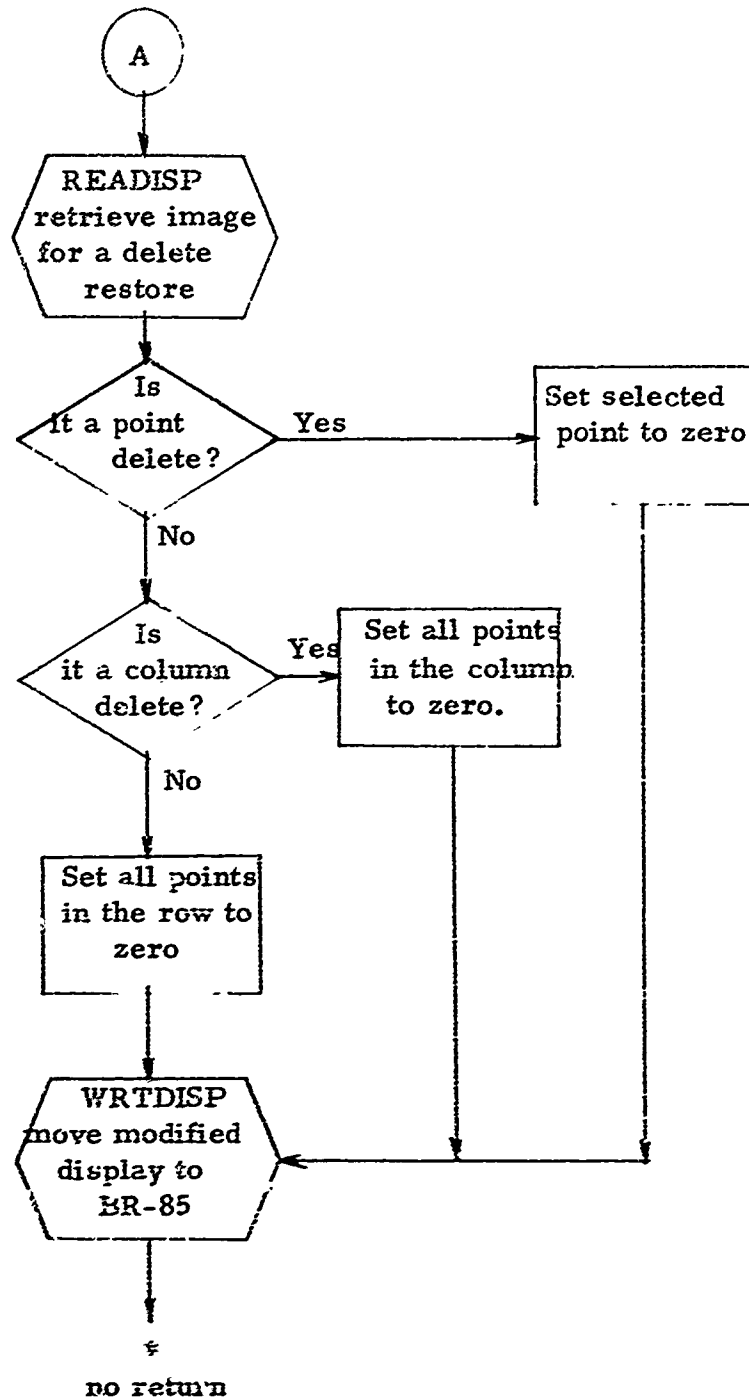 A
READISP
retrieve image
for a delete
restore
Is
it a point
delete?
Yes
Set selected
point to zero
No
Is
it a column
delete?
Yes
Set all points
in the column
to zero.
No
Set all points
in the row to
zero
WRTDISP
move modified
display to
BR-85
no return